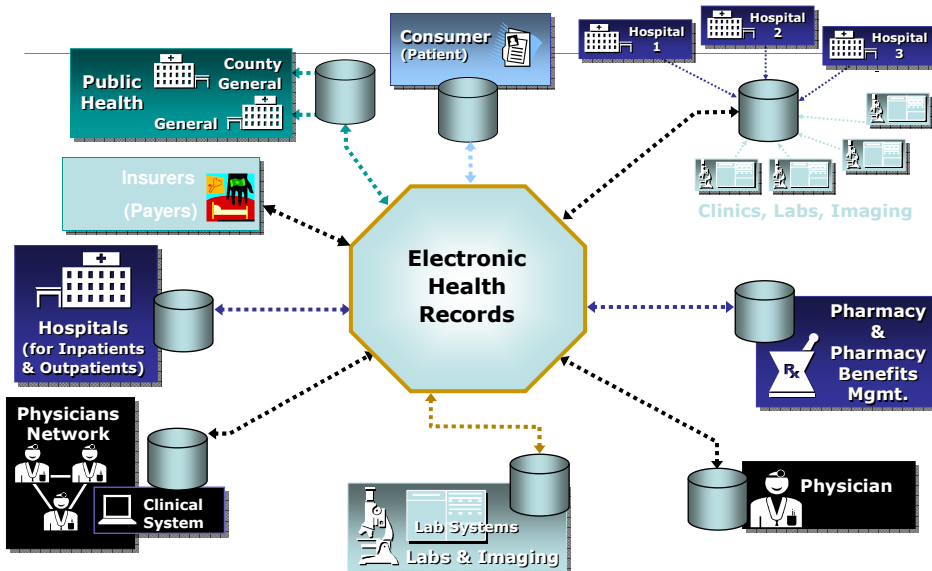 Consumer
(Patient)
Hospital
1
Hospital
2
Hospital
3
Public
Health
County
General
General
Insurers
(Payers)
Clinics, Labs, Imaging
Electronic
Health
Records
Hospitals
(for Inpatients
& Outpatients)
Pharmacy
&
Pharmacy
Benefits
Mgmt.
Rx
Physicians
Network
Clinical
System
Lab Systems
Labs & Imaging
Physician